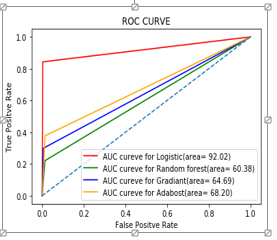 ROC CURVE
True Positive Rate
1.0
0.8
0.6
0.4
0.2
0.0
AUC cureve for Logistic(area= 92.02)
AUC cureve for Random forest(area= 60.38)
AUC cureve for Gradiant(area= 64.69)
AUC cureve for Adabost(area= 68.20)
0.0 0.2 0.4 0.6 0.8 1.0
False Positve Rate